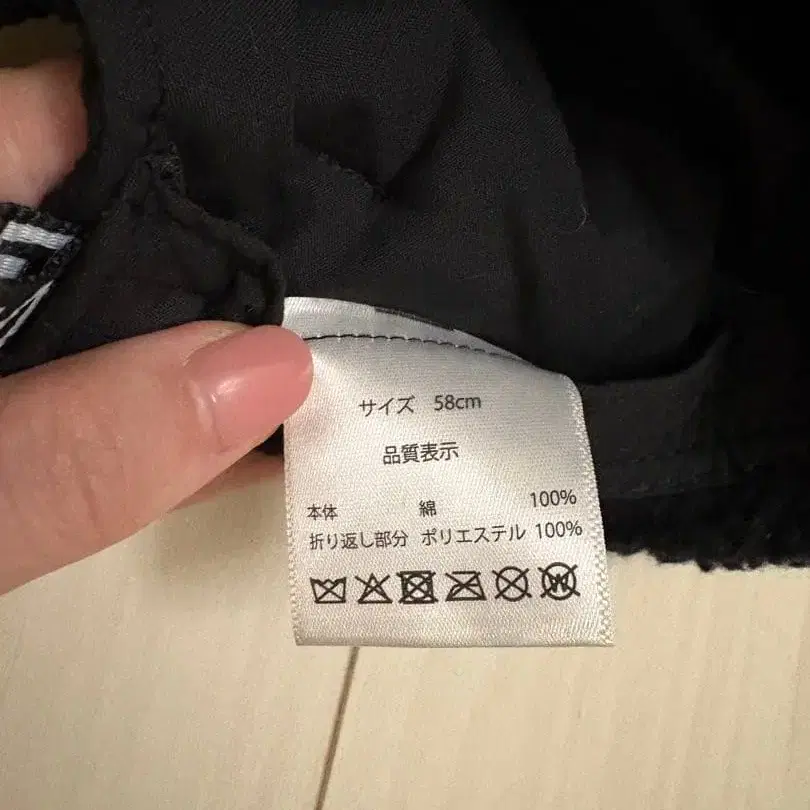 サイズ 58cm
品質表示
本体 綿 100%
折り返し部分 ポリエステル 100%